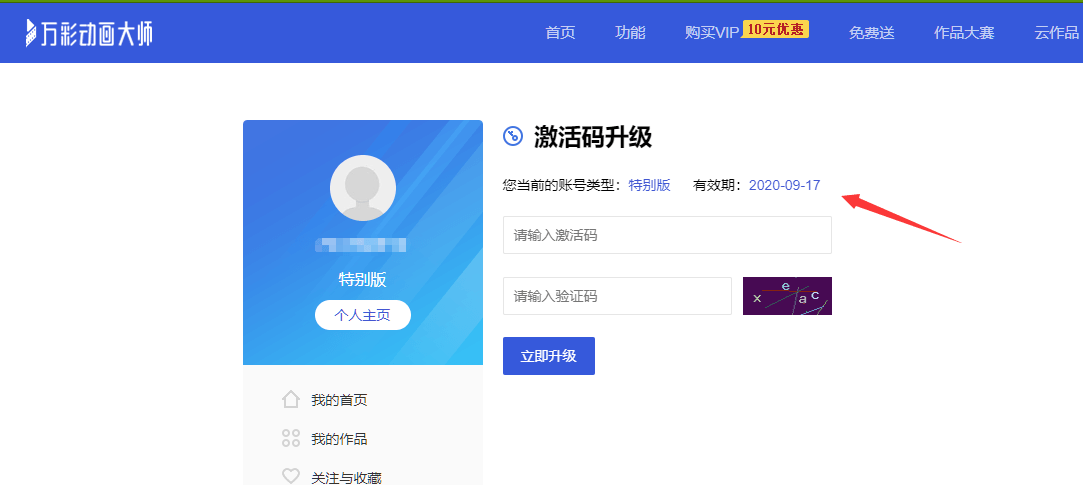 万彩动画大师
首页 功能 购买VIP 10元优惠 免费送 作品大赛 云作品
特别版
个人主页
我的首页
我的作品
关注与收藏
激活码升级
您当前的账号类型：特别版 有效期：2020-09-17
请输入激活码
请输入验证码
x e a c
立即升级